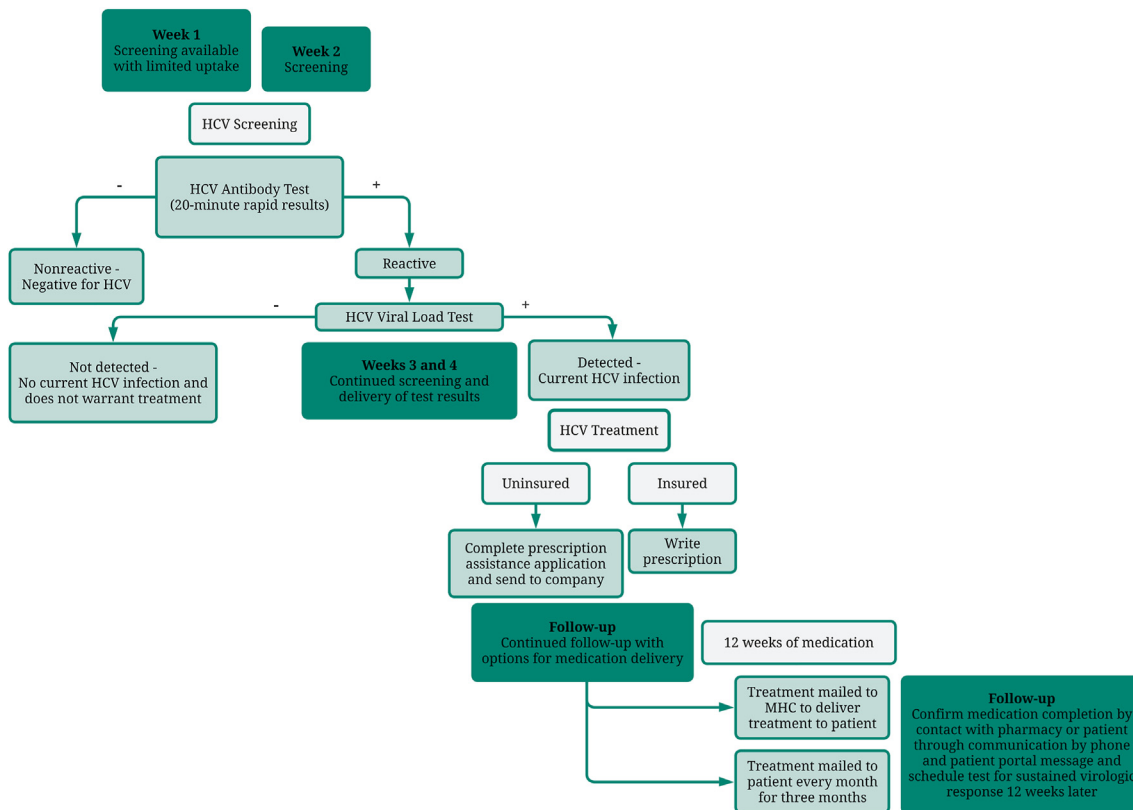 Week 1
Screening available
with limited uptake
Week 2
Screening
HCV Screening
-
+
HCV Antibody Test
(20-minute rapid results)
Nonreactive -
Negative for HCV
Reactive
-
+
HCV Viral Load Test
Not detected -
No current HCV infection and
does not warrant treatment
Weeks 3 and 4
Continued screening and
delivery of test results
Detected -
Current HCV infection
HCV Treatment
Uninsured
Insured
Complete prescription
assistance application
and send to company
Write
prescription
Follow-up
Continued follow-up with
options for medication delivery
12 weeks of medication
Treatment mailed to
MHC to deliver
treatment to patient
Treatment mailed to
patient every month
for three months
Follow-up
Confirm medication completion by
contact with pharmacy or patient
through communication by phone
and patient portal message and
schedule test for sustained virologic
response 12 weeks later